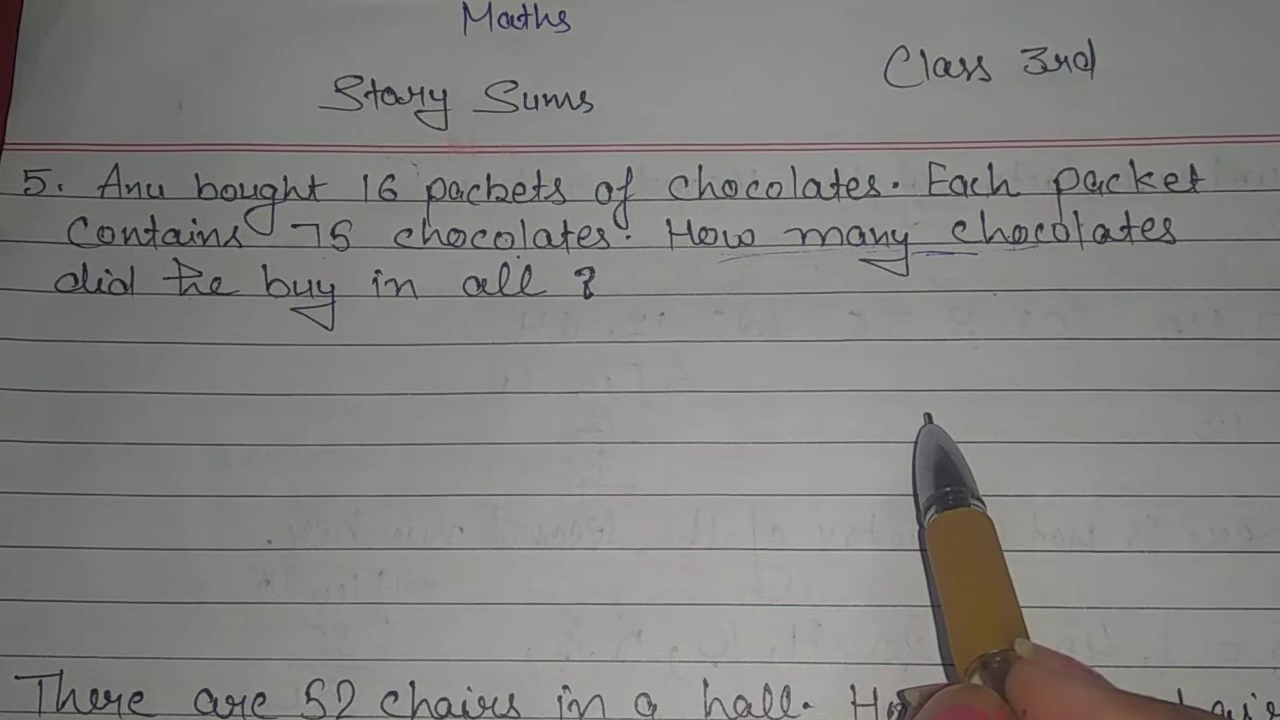 Maths
Class 3rd
Story Sums
5. Anu bought 16 packets of chocolates. Each packet
contains 75 chocolates. How many chocolates
did the buy in all ?
There are 52 chairs in a hall.